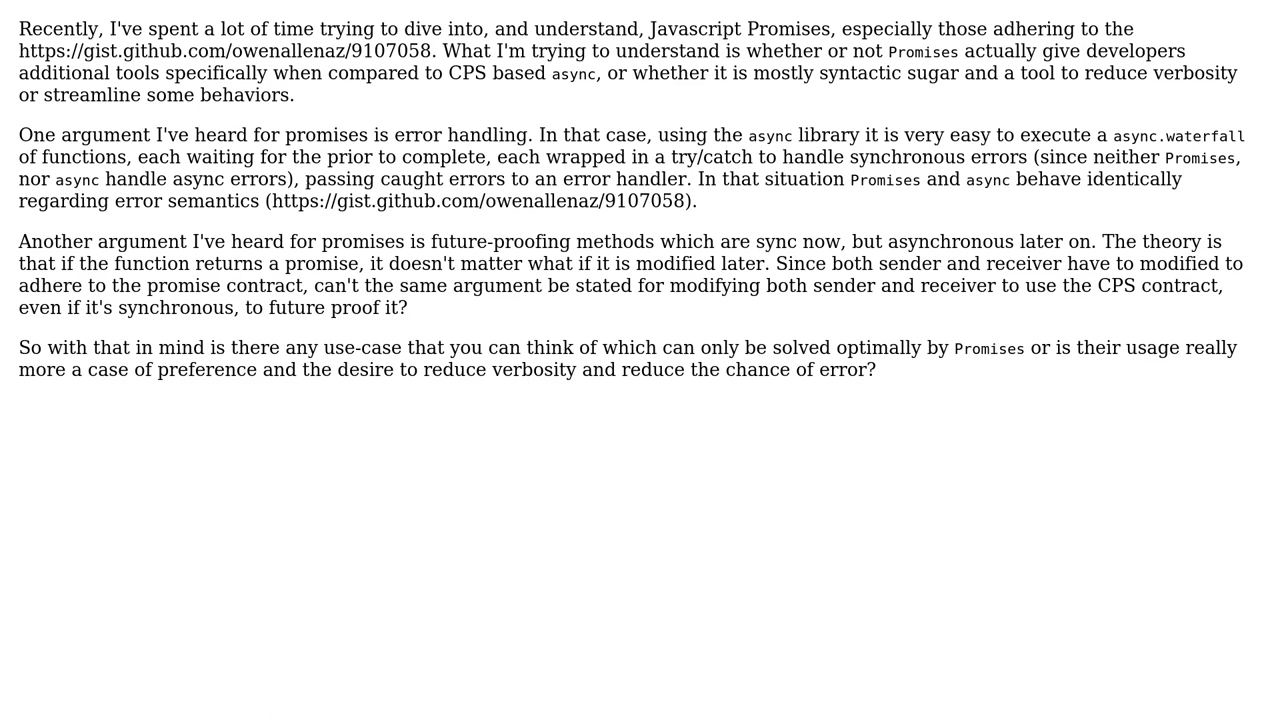 Recently, I've spent a lot of time trying to dive into, and understand, Javascript Promises, especially those adhering to the
https://gist.github.com/owenallenaz/9107058. What I'm trying to understand is whether or not Promises actually give developers
additional tools specifically when compared to CPS based async, or whether it is mostly syntactic sugar and a tool to reduce verbosity
or streamline some behaviors.
One argument I've heard for promises is error handling. In that case, using the async library it is very easy to execute a async.waterfall
of functions, each waiting for the prior to complete, each wrapped in a try/catch to handle synchronous errors (since neither Promises,
nor async handle async errors), passing caught errors to an error handler. In that situation Promises and async behave identically
regarding error semantics (https://gist.github.com/owenallenaz/9107058).
Another argument I've heard for promises is future-proofing methods which are sync now, but asynchronous later on. The theory is
that if the function returns a promise, it doesn't matter what if it is modified later. Since both sender and receiver have to modified to
adhere to the promise contract, can't the same argument be stated for modifying both sender and receiver to use the CPS contract,
even if it's synchronous, to future proof it?
So with that in mind is there any use-case that you can think of which can only be solved optimally by Promises or is their usage really
more a case of preference and the desire to reduce verbosity and reduce the chance of error?